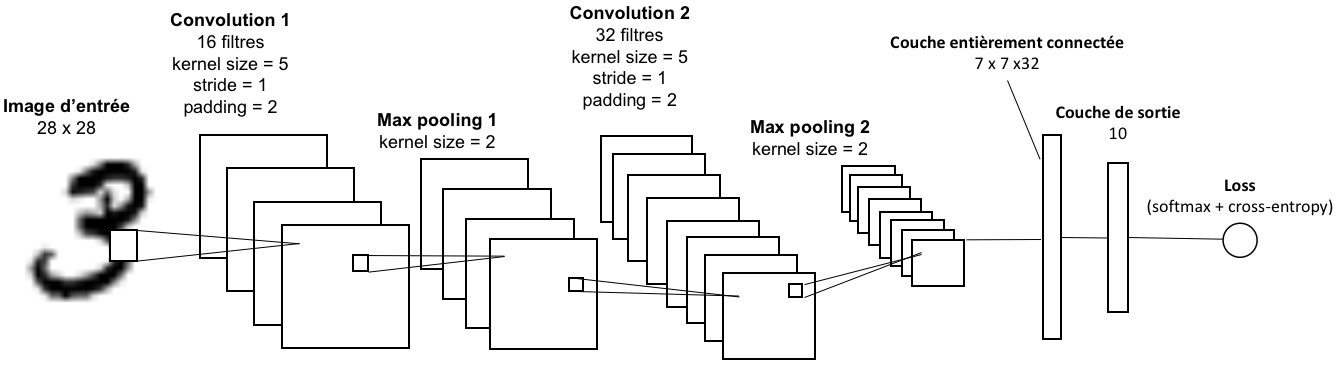 Image d'entrée
28 x 28
Convolution 1
16 filtres
kernel size = 5
stride = 1
padding = 2
Max pooling 1
kernel size = 2
Convolution 2
32 filtres
kernel size = 5
stride = 1
padding = 2
Max pooling 2
kernel size = 2
Couche entièrement connectée
7 x 7 x32
Couche de sortie
10
Loss
(softmax + cross-entropy)
3